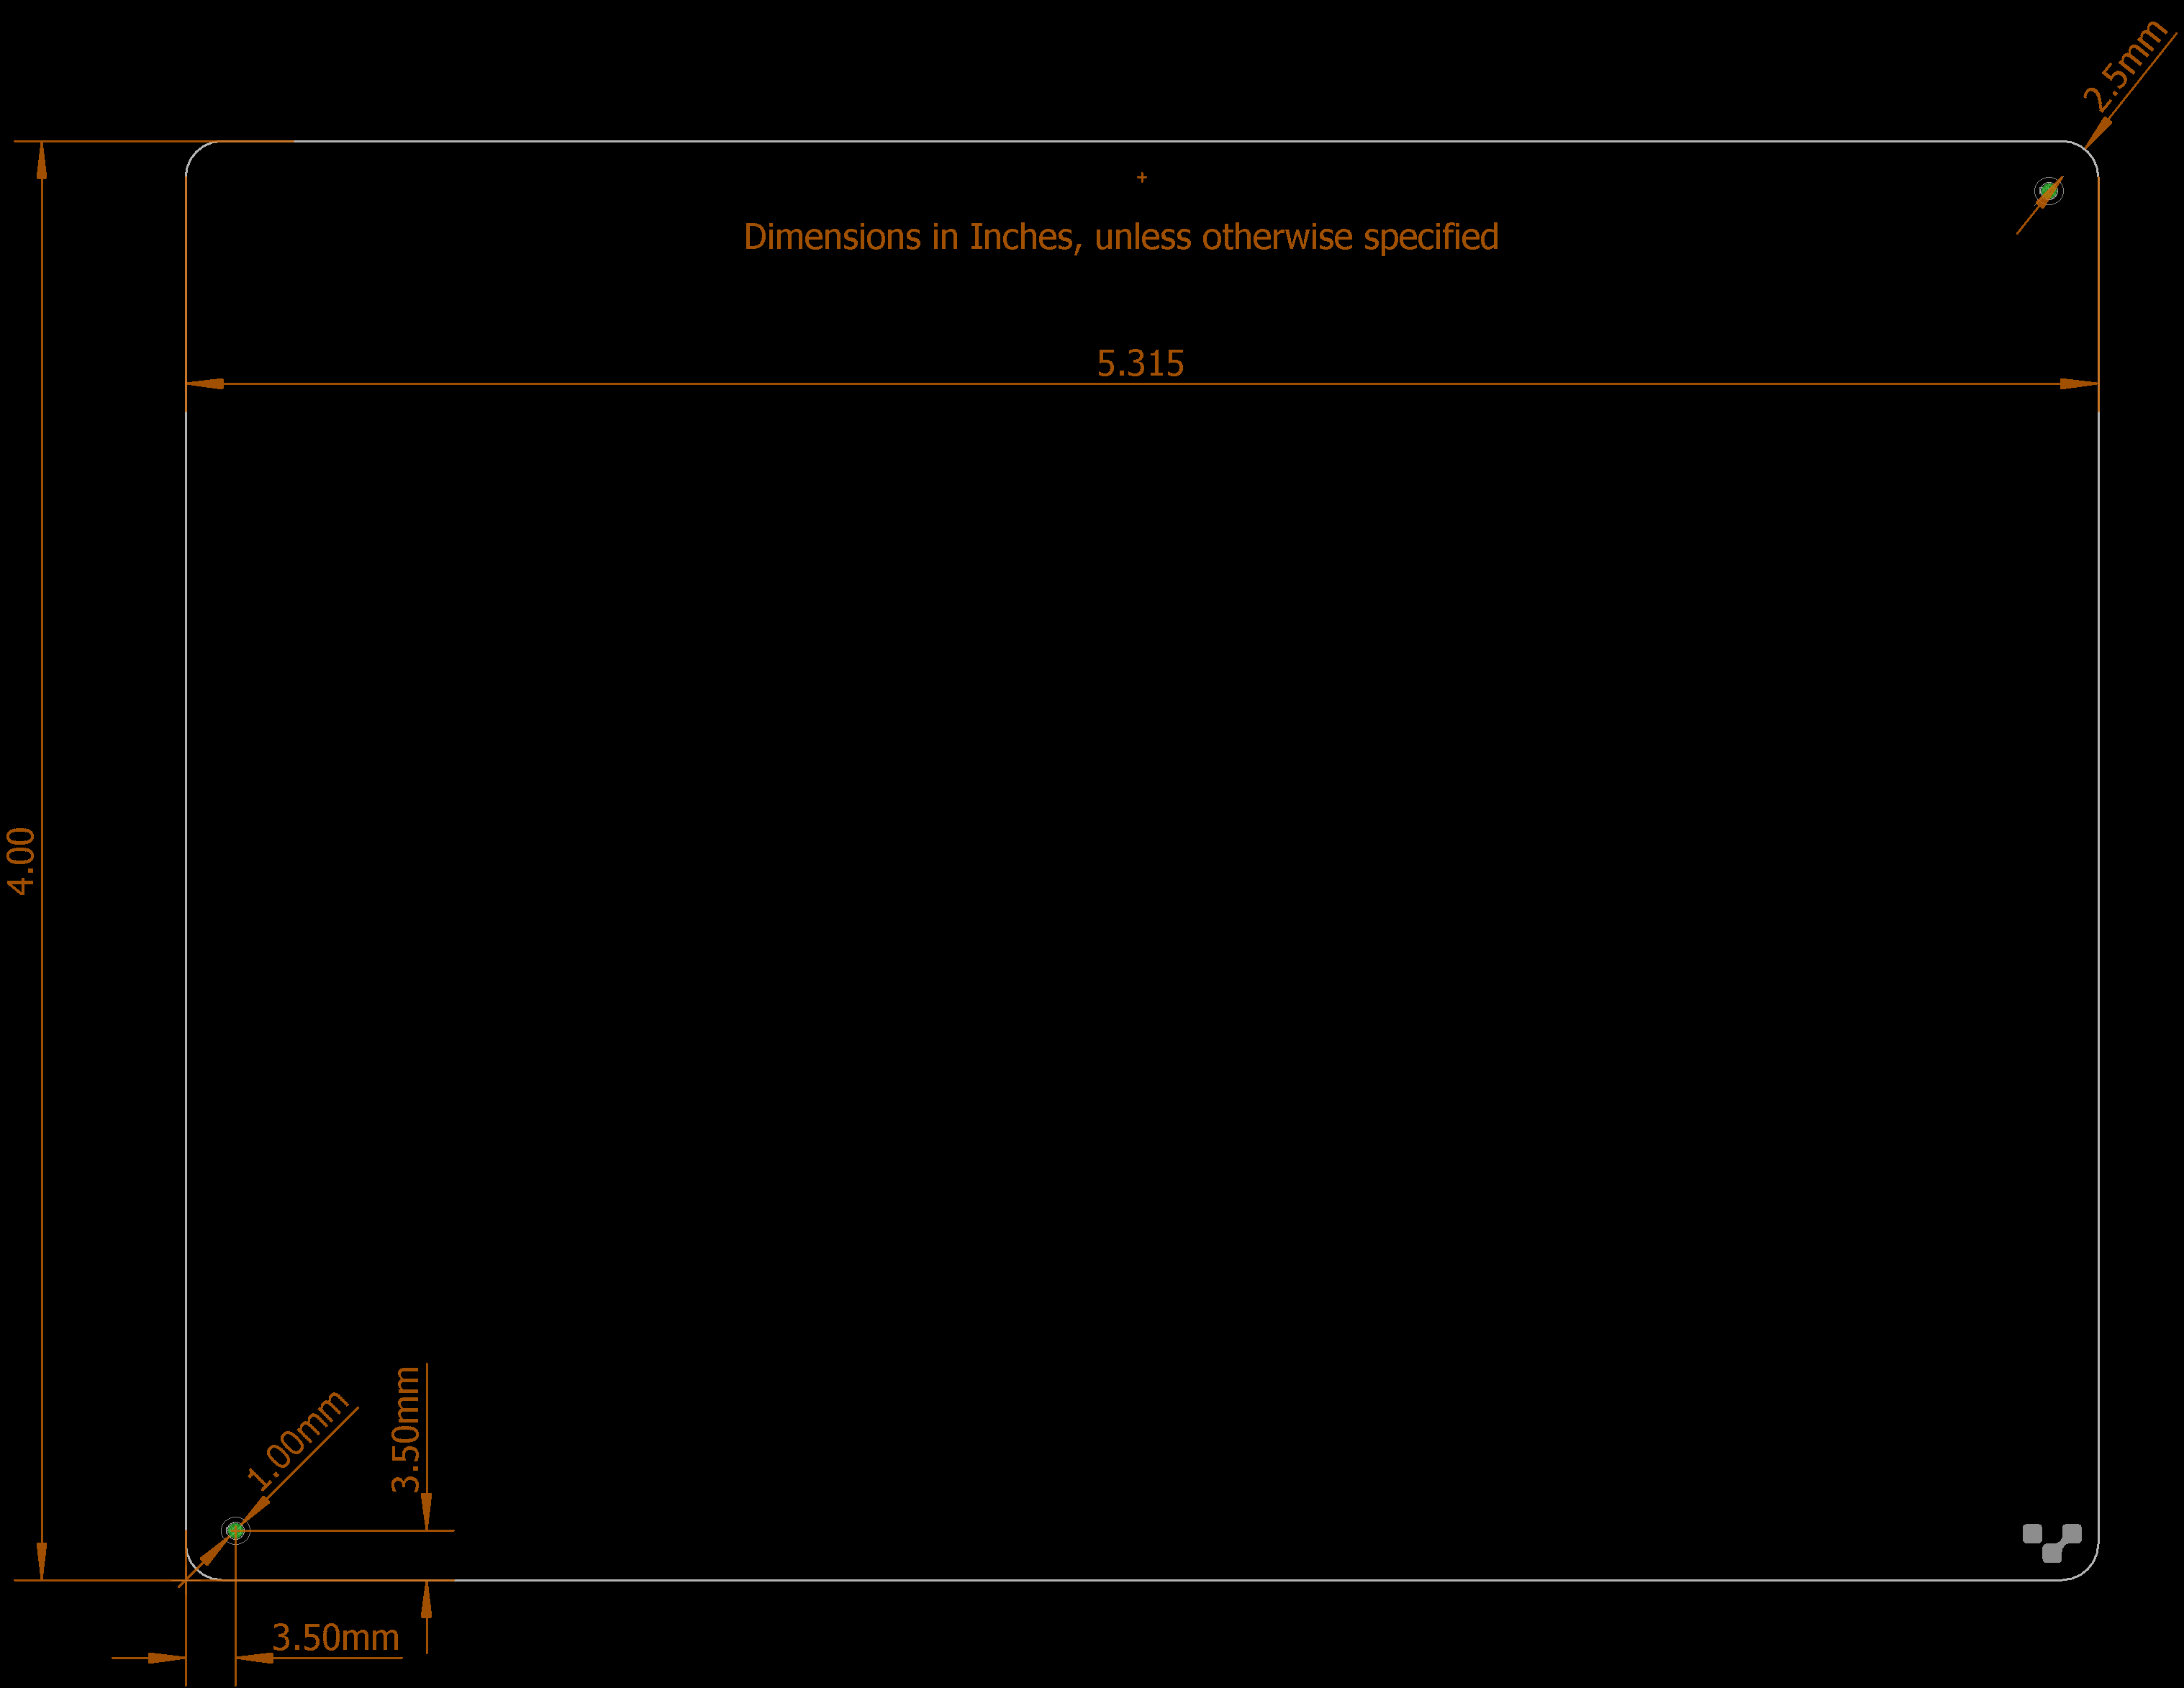 2.5mm
Dimensions in Inches, unless otherwise specified
5.315
4.00
1.00mm
3.50mm
3.50mm